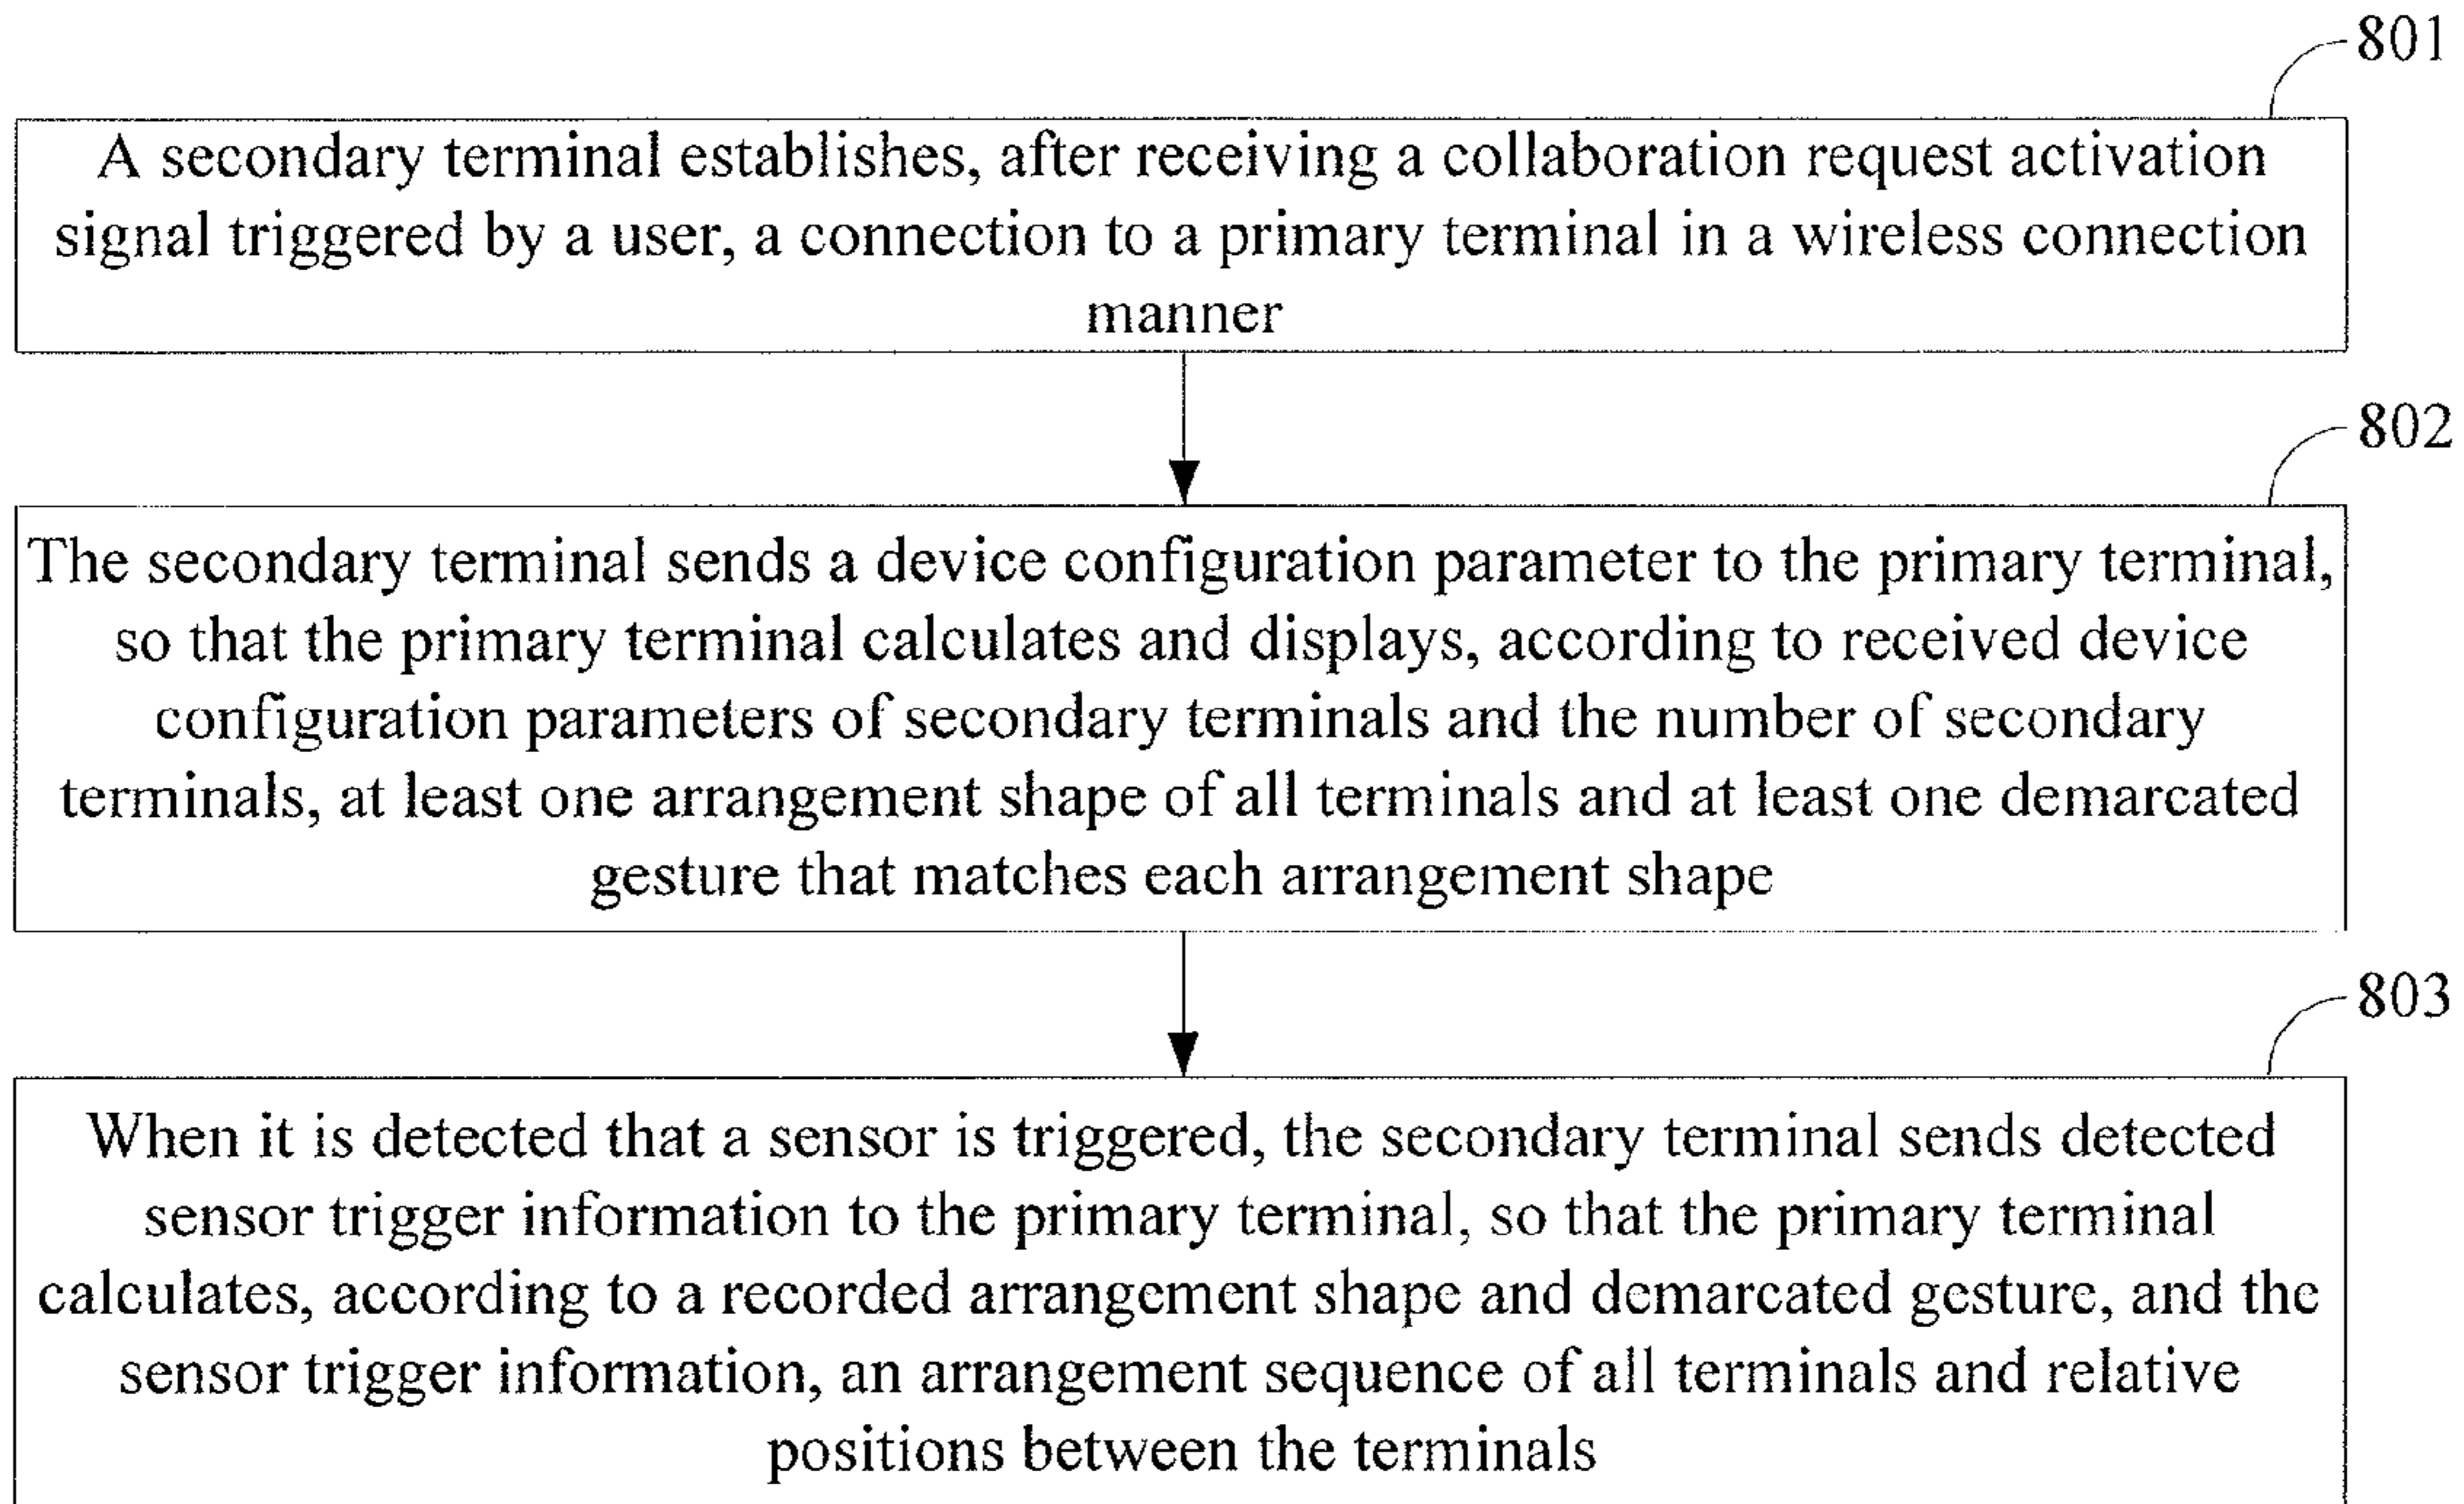 801
A secondary terminal establishes, after receiving a collaboration request activation
signal triggered by a user, a connection to a primary terminal in a wireless connection
manner
802
The secondary terminal sends a device configuration parameter to the primary terminal,
so that the primary terminal calculates and displays, according to received device
configuration parameters of secondary terminals and the number of secondary
terminals, at least one arrangement shape of all terminals and at least one demarcated
gesture that matches each arrangement shape
803
When it is detected that a sensor is triggered, the secondary terminal sends detected
sensor trigger information to the primary terminal, so that the primary terminal
calculates, according to a recorded arrangement shape and demarcated gesture, and the
sensor trigger information, an arrangement sequence of all terminals and relative
positions between the terminals